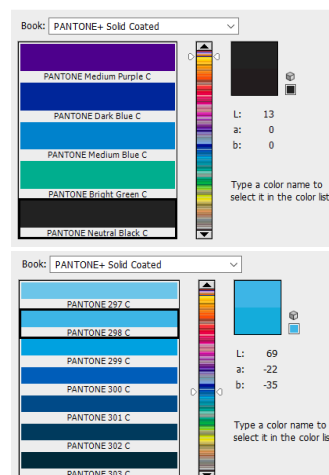 Book: PANTONE+ Solid Coated
PANTONE Medium Purple C
PANTONE Dark Blue C
PANTONE Medium Blue C
PANTONE Bright Green C
PANTONE Neutral Black C
L: 13
a: 0
b: 0
Type a color name to
select it in the color list
Book: PANTONE+ Solid Coated
PANTONE 297 C
PANTONE 298 C
PANTONE 299 C
PANTONE 300 C
PANTONE 301 C
PANTONE 302 C
PANTONE 303 C
L: 69
a: -22
b: -35
Type a color name to
select it in the color lis